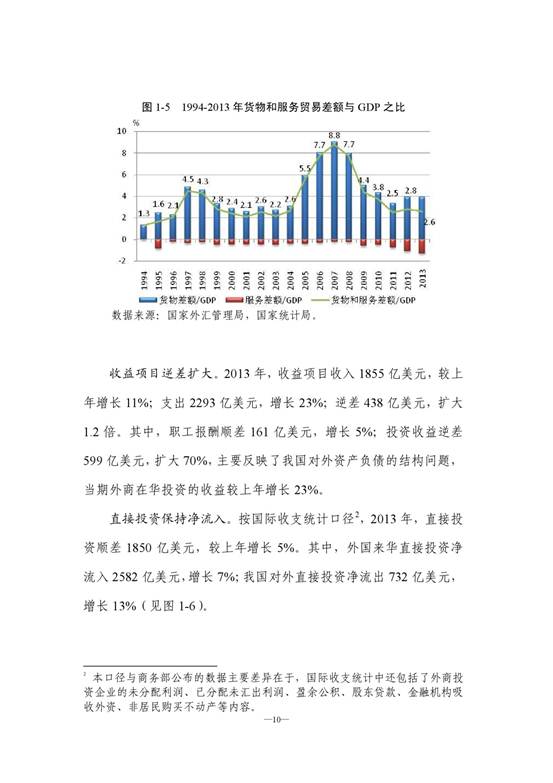 图 1-5 1994-2013 年货物和服务贸易差额与 GDP 之比
%
10
8
6
4
2
0
-2
1.3 1.6 2.1 4.5 4.3 2.8 2.4 2.1 2.6 2.2 2.6 5.5 7.7 8.8 7.7 4.4 3.8 2.5 2.8 2.6
1994 1995 1996 1997 1998 1999 2000 2001 2002 2003 2004 2005 2006 2007 2008 2009 2010 2011 2012 2013
货物差额/GDP 服务差额/GDP 货物和服务差额/GDP
数据来源：国家外汇管理局，国家统计局。
收益项目逆差扩大。2013 年，收益项目收入 1855 亿美元，较上
年增长 11%；支出 2293 亿美元，增长 23%；逆差 438 亿美元，扩大
1.2 倍。其中，职工报酬顺差 161 亿美元，增长 5%；投资收益逆差
599 亿美元，扩大 70%，主要反映了我国对外资产负债的结构问题，
当期外商在华投资的收益较上年增长 23%。
直接投资保持净流入。按国际收支统计口径2，2013 年，直接投
资顺差 1850 亿美元，较上年增长 5%。其中，外国来华直接投资净
流入 2582 亿美元，增长 7%；我国对外直接投资净流出 732 亿美元，
增长 13%（见图 1-6）。
2 本口径与商务部公布的数据主要差异在于，国际收支统计中还包括了外商投
资企业的未分配利润、已分配未汇出利润、盈余公积、股东贷款、金融机构吸
收外资、非居民购买不动产等内容。
—10—